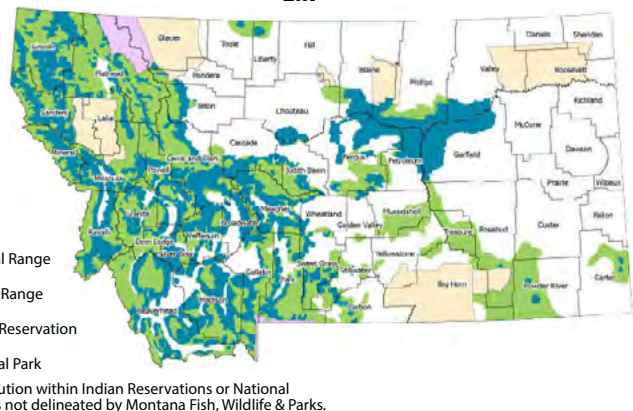 Daniels Sheridan
Lincoln Glacier Toole Hill
Liberty Blaine Valley Roosevelt
Flathead Pondera Phillips
Richland
Sanders Lake Teton Chouteau
McCone
Mineral Cascade Dawson
Missoula Powell Lewis and Clark Fergus Petroleum Garfield
Judith Basin
Prairie Wibaux
Granite Meagher
Ravalli Broadwater Wheatland Musselshell Fallon
Deer Lodge Jefferson Golden Valley Treasure Rosebud Custer
Silver Bow
Yellowstone
Gallatin Sweet Grass Stillwater
al Range
Park Carter
Madison Big Horn Powder River
Range
Beaverhead Carbon
Reservation
al Park
ution within Indian Reservations or National
s not delineated by Montana Fish, Wildlife & Parks.